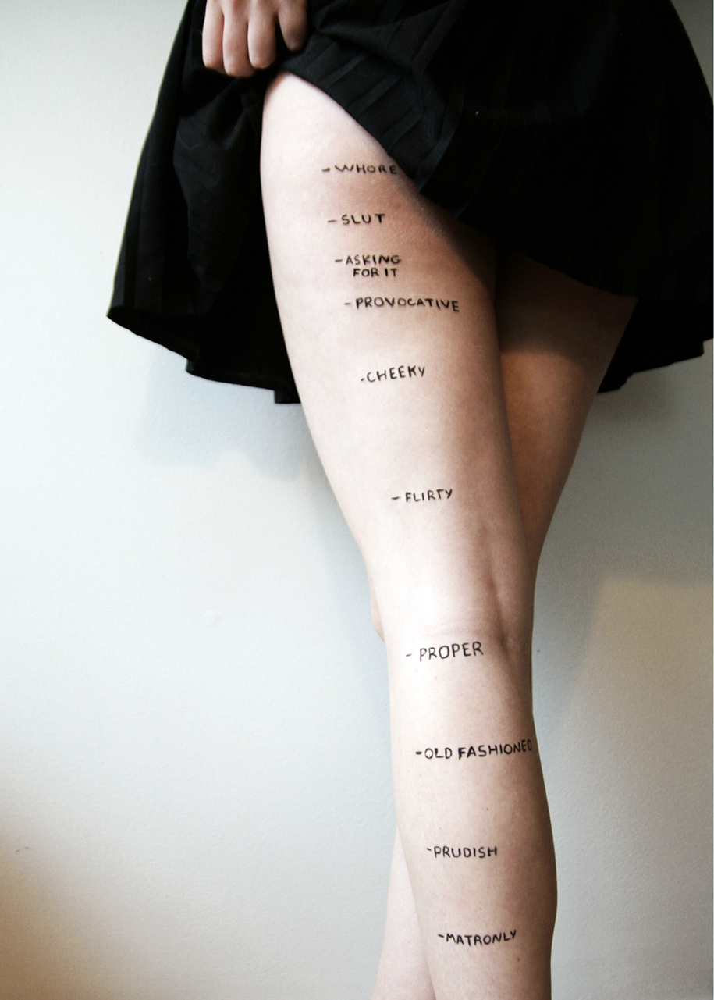 - WHORE
- SLUT
- ASKING
FOR IT
- PROVOCATIVE
- CHEEKY
- FLIRTY
- PROPER
- OLD FASHIONED
- PRUDISH
- MATRONLY